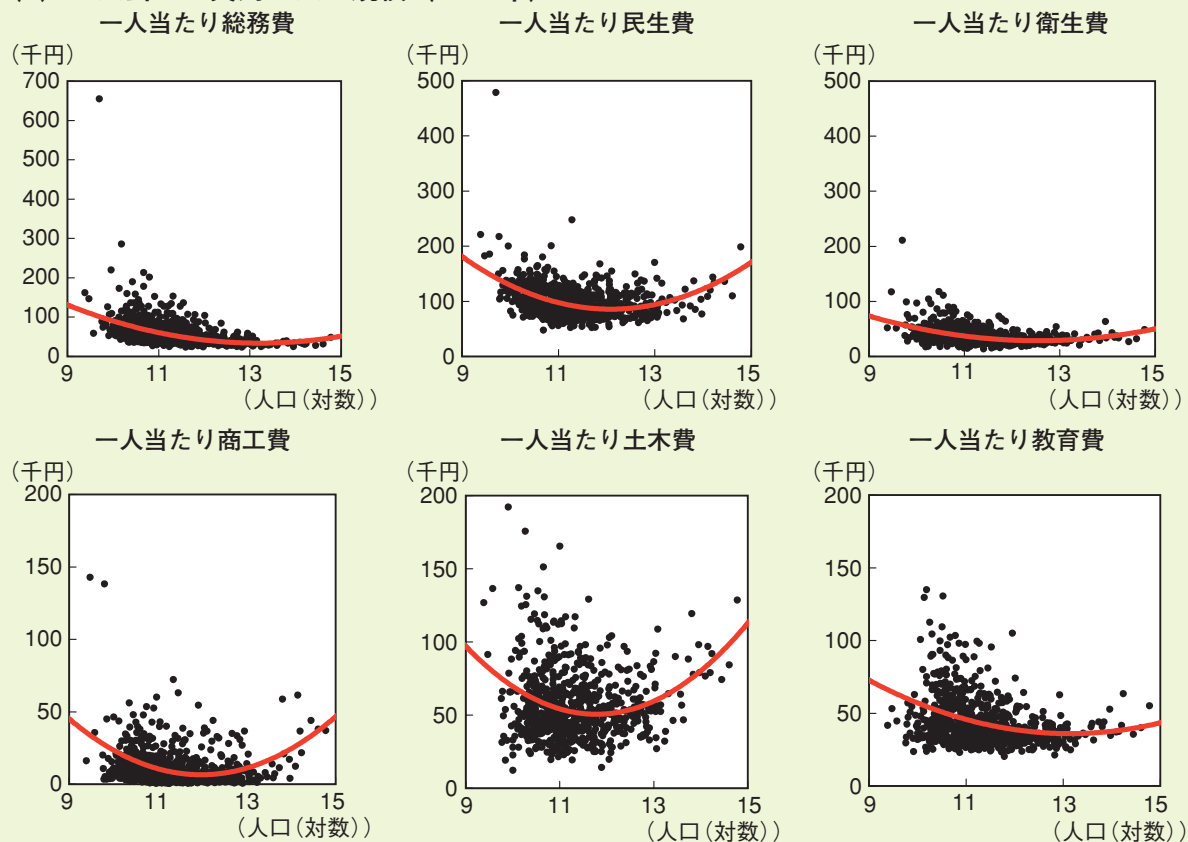 一人当たり総務費
(千円)
700
600
500
400
300
200
100
0
9 11 13 15
(人口(対数))
一人当たり民生費
(千円)
500
400
300
200
100
0
9 11 13 15
(人口(対数))
一人当たり衛生費
(千円)
500
400
300
200
100
0
9 11 13 15
(人口(対数))
一人当たり商工費
(千円)
200
150
100
50
0
9 11 13 15
(人口(対数))
一人当たり土木費
(千円)
200
150
100
50
0
9 11 13 15
(人口(対数))
一人当たり教育費
(千円)
200
150
100
50
0
9 11 13 15
(人口(対数))